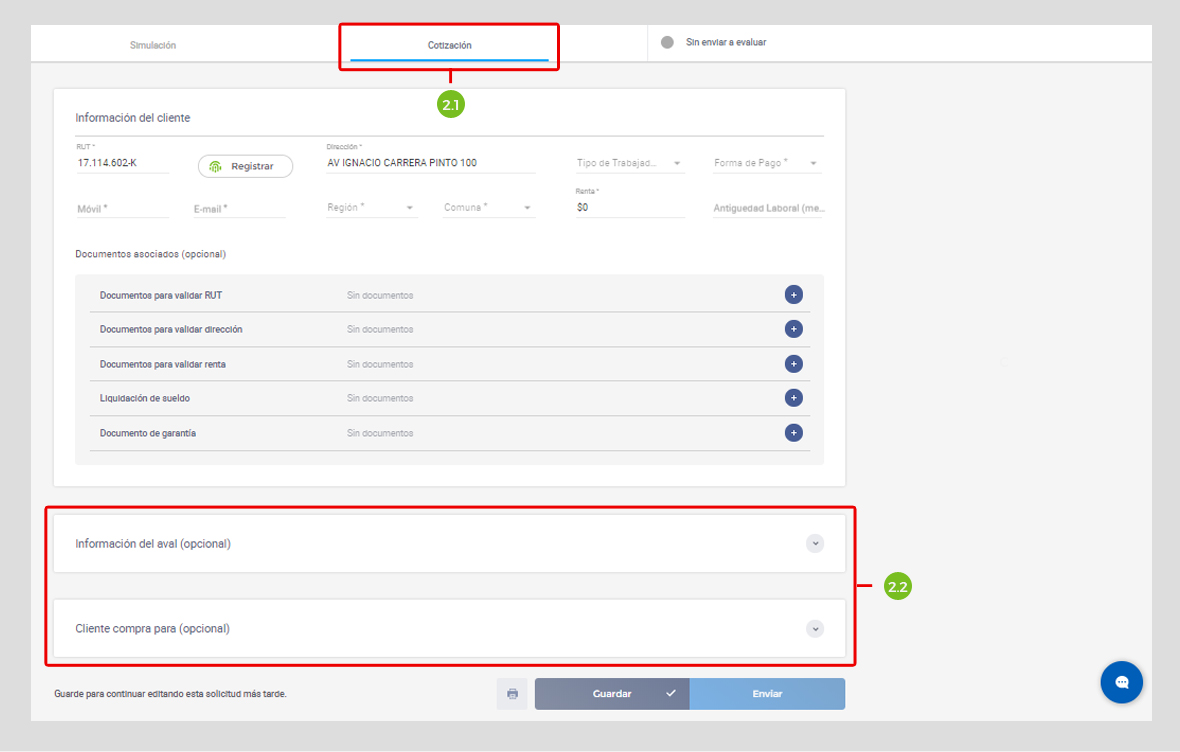 Simulación
Cotización
Sin enviar a evaluar
2.1
Información del cliente
RUT *
17.114.602-K
Registrar
Dirección *
AV IGNACIO CARRERA PINTO 100
Tipo de Trabajad...
Forma de Pago *
Móvil *
E-mail *
Región *
Comuna *
Renta *
$0
Antiguedad Laboral (me...
Documentos asociados (opcional)
Documentos para validar RUT
Sin documentos
Documentos para validar dirección
Sin documentos
Documentos para validar renta
Sin documentos
Liquidación de sueldo
Sin documentos
Documento de garantía
Sin documentos
Información del aval (opcional)
2.2
Cliente compra para (opcional)
Guarde para continuar editando esta solicitud más tarde.
Guardar
Enviar